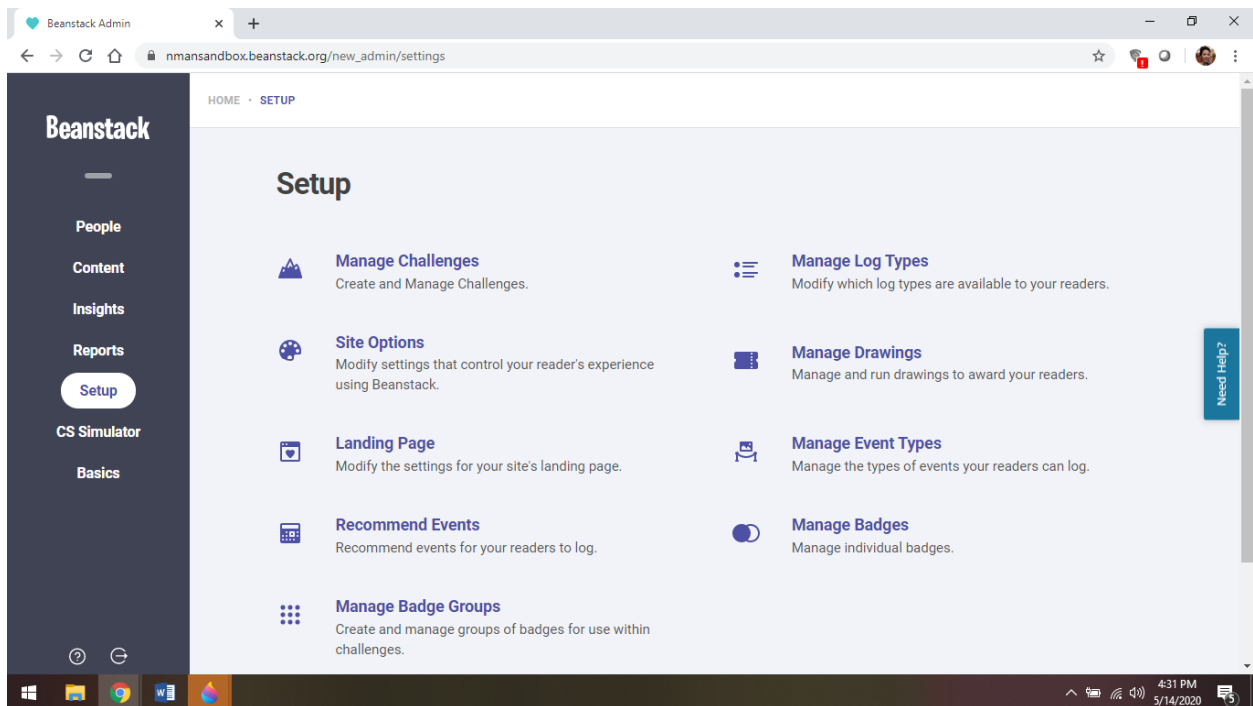 Beanstack Admin
nmansandbox.beanstack.org/new_admin/settings
Beanstack
People
Content
Insights
Reports
Setup
CS Simulator
Basics
HOME • SETUP
Setup
Manage Challenges
Create and Manage Challenges.
Site Options
Modify settings that control your reader's experience
using Beanstack.
Landing Page
Modify the settings for your site's landing page.
Recommend Events
Recommend events for your readers to log.
Manage Badge Groups
Create and manage groups of badges for use within
challenges.
Manage Log Types
Modify which log types are available to your readers.
Manage Drawings
Manage and run drawings to award your readers.
Manage Event Types
Manage the types of events your readers can log.
Manage Badges
Manage individual badges.
Need Help?
4:31 PM
5/14/2020
5